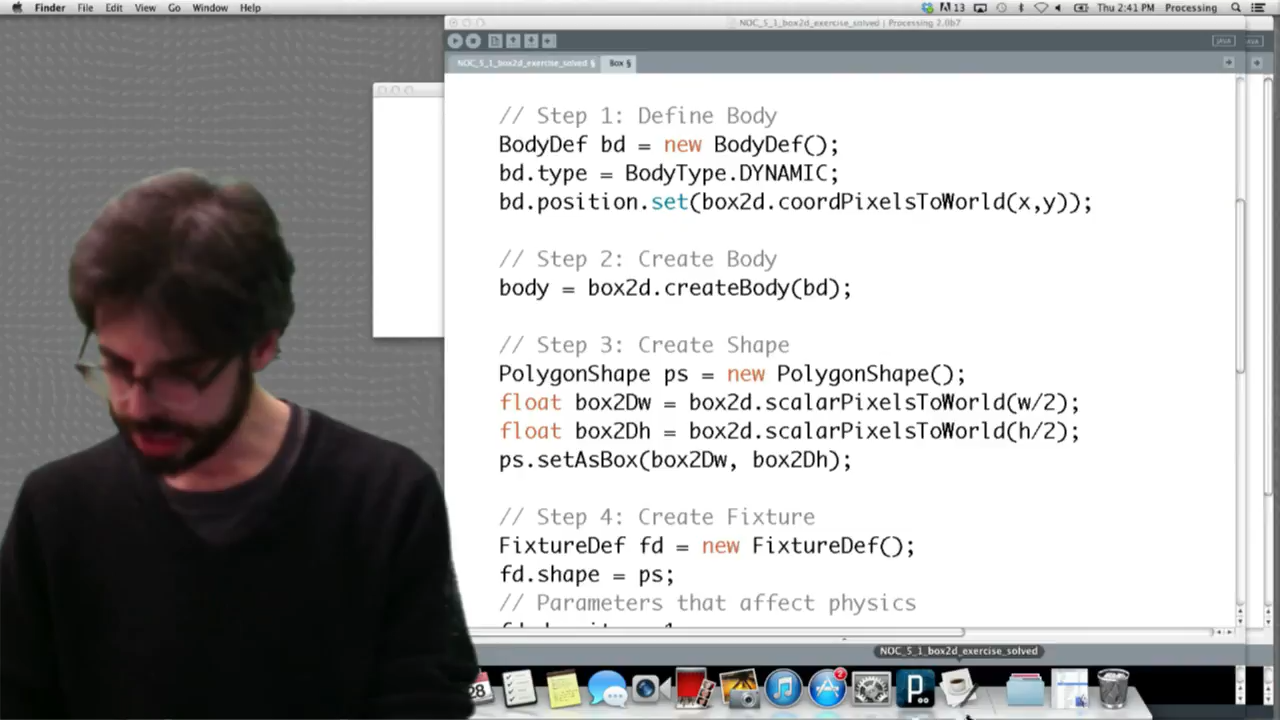 Finder File Edit View Go Window Help
13 Thu 2:41 PM Processing
NOC_5_1_box2d_exercise_solved | Processing 2.0b7
JAVA
NOC_5_1_box2d_exercise_solved § Box §
// Step 1: Define Body
BodyDef bd = new BodyDef();
bd.type = BodyType.DYNAMIC;
bd.position.set(box2d.coordPixelsToWorld(x,y));
// Step 2: Create Body
body = box2d.createBody(bd);
// Step 3: Create Shape
PolygonShape ps = new PolygonShape();
float box2Dw = box2d.scalarPixelsToWorld(w/2);
float box2Dh = box2d.scalarPixelsToWorld(h/2);
ps.setAsBox(box2Dw, box2Dh);
// Step 4: Create Fixture
FixtureDef fd = new FixtureDef();
fd.shape = ps;
// Parameters that affect physics
NOC_5_1_box2d_exercise_solved
28
2
P